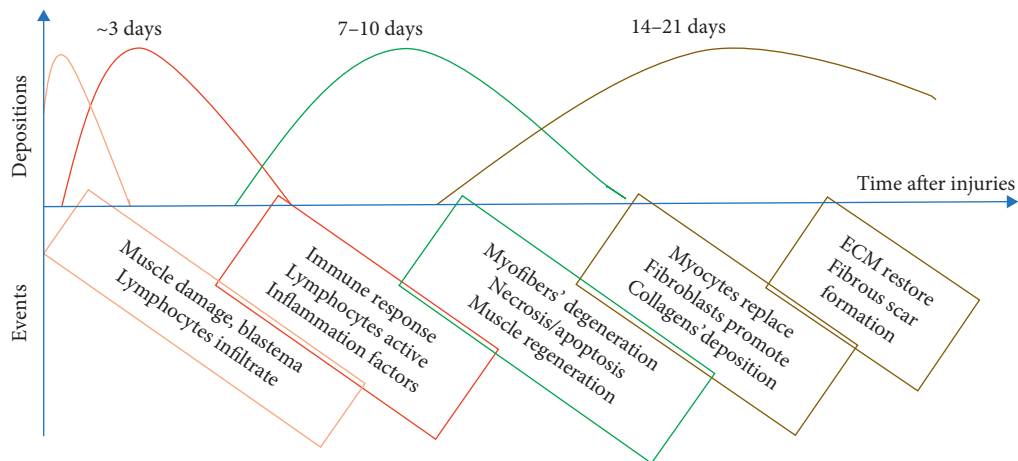 ~3 days
7–10 days
14–21 days
Depositions
Time after injuries
Events
Muscle damage, blastema
Lymphocytes infiltrate
Immune response
Lymphocytes active
Inflammation factors
Myofibers' degeneration
Necrosis/apoptosis
Muscle regeneration
Myocytes replace
Fibroblasts promote
Collagens' deposition
ECM restore
Fibrous scar
formation